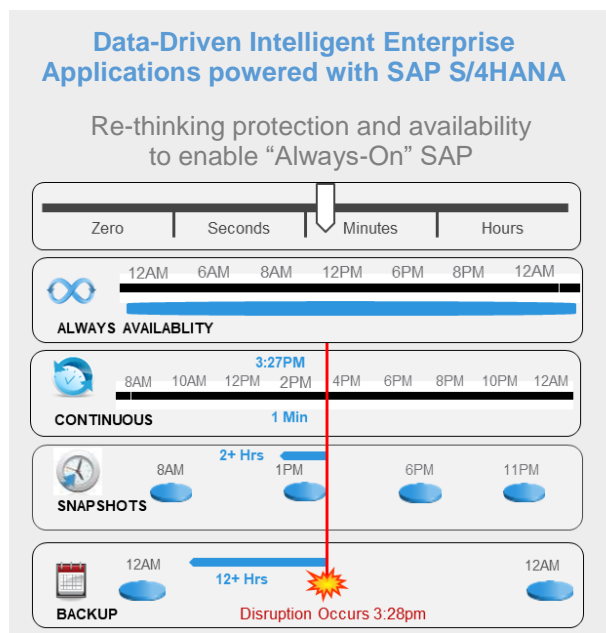 Data-Driven Intelligent Enterprise
Applications powered with SAP S/4HANA
Re-thinking protection and availability
to enable “Always-On” SAP
Zero Seconds Minutes Hours
12AM 6AM 8AM 12PM 6PM 8PM 12AM
ALWAYS AVAILABLITY
3:27PM
8AM 10AM 12PM 2PM 4PM 6PM 8PM 10PM 12AM
CONTINUOUS 1 Min
2+ Hrs
8AM 1PM 6PM 11PM
SNAPSHOTS
12AM 12AM
12+ Hrs
BACKUP Disruption Occurs 3:28pm